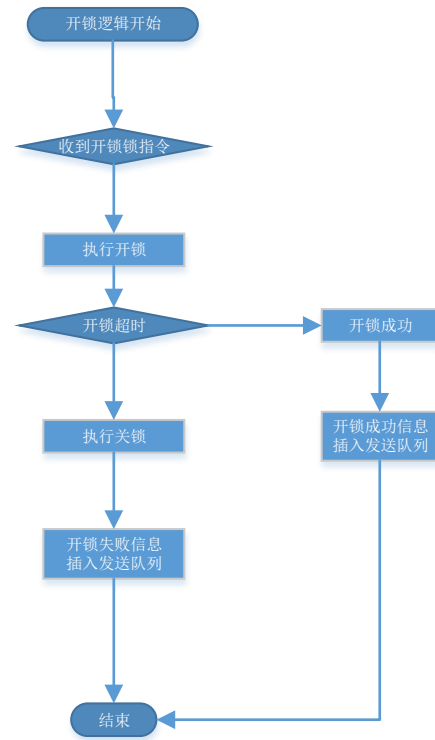 开锁逻辑开始
收到开锁锁指令
执行开锁
开锁超时
开锁成功
执行关锁
开锁成功信息
插入发送队列
开锁失败信息
插入发送队列
结束